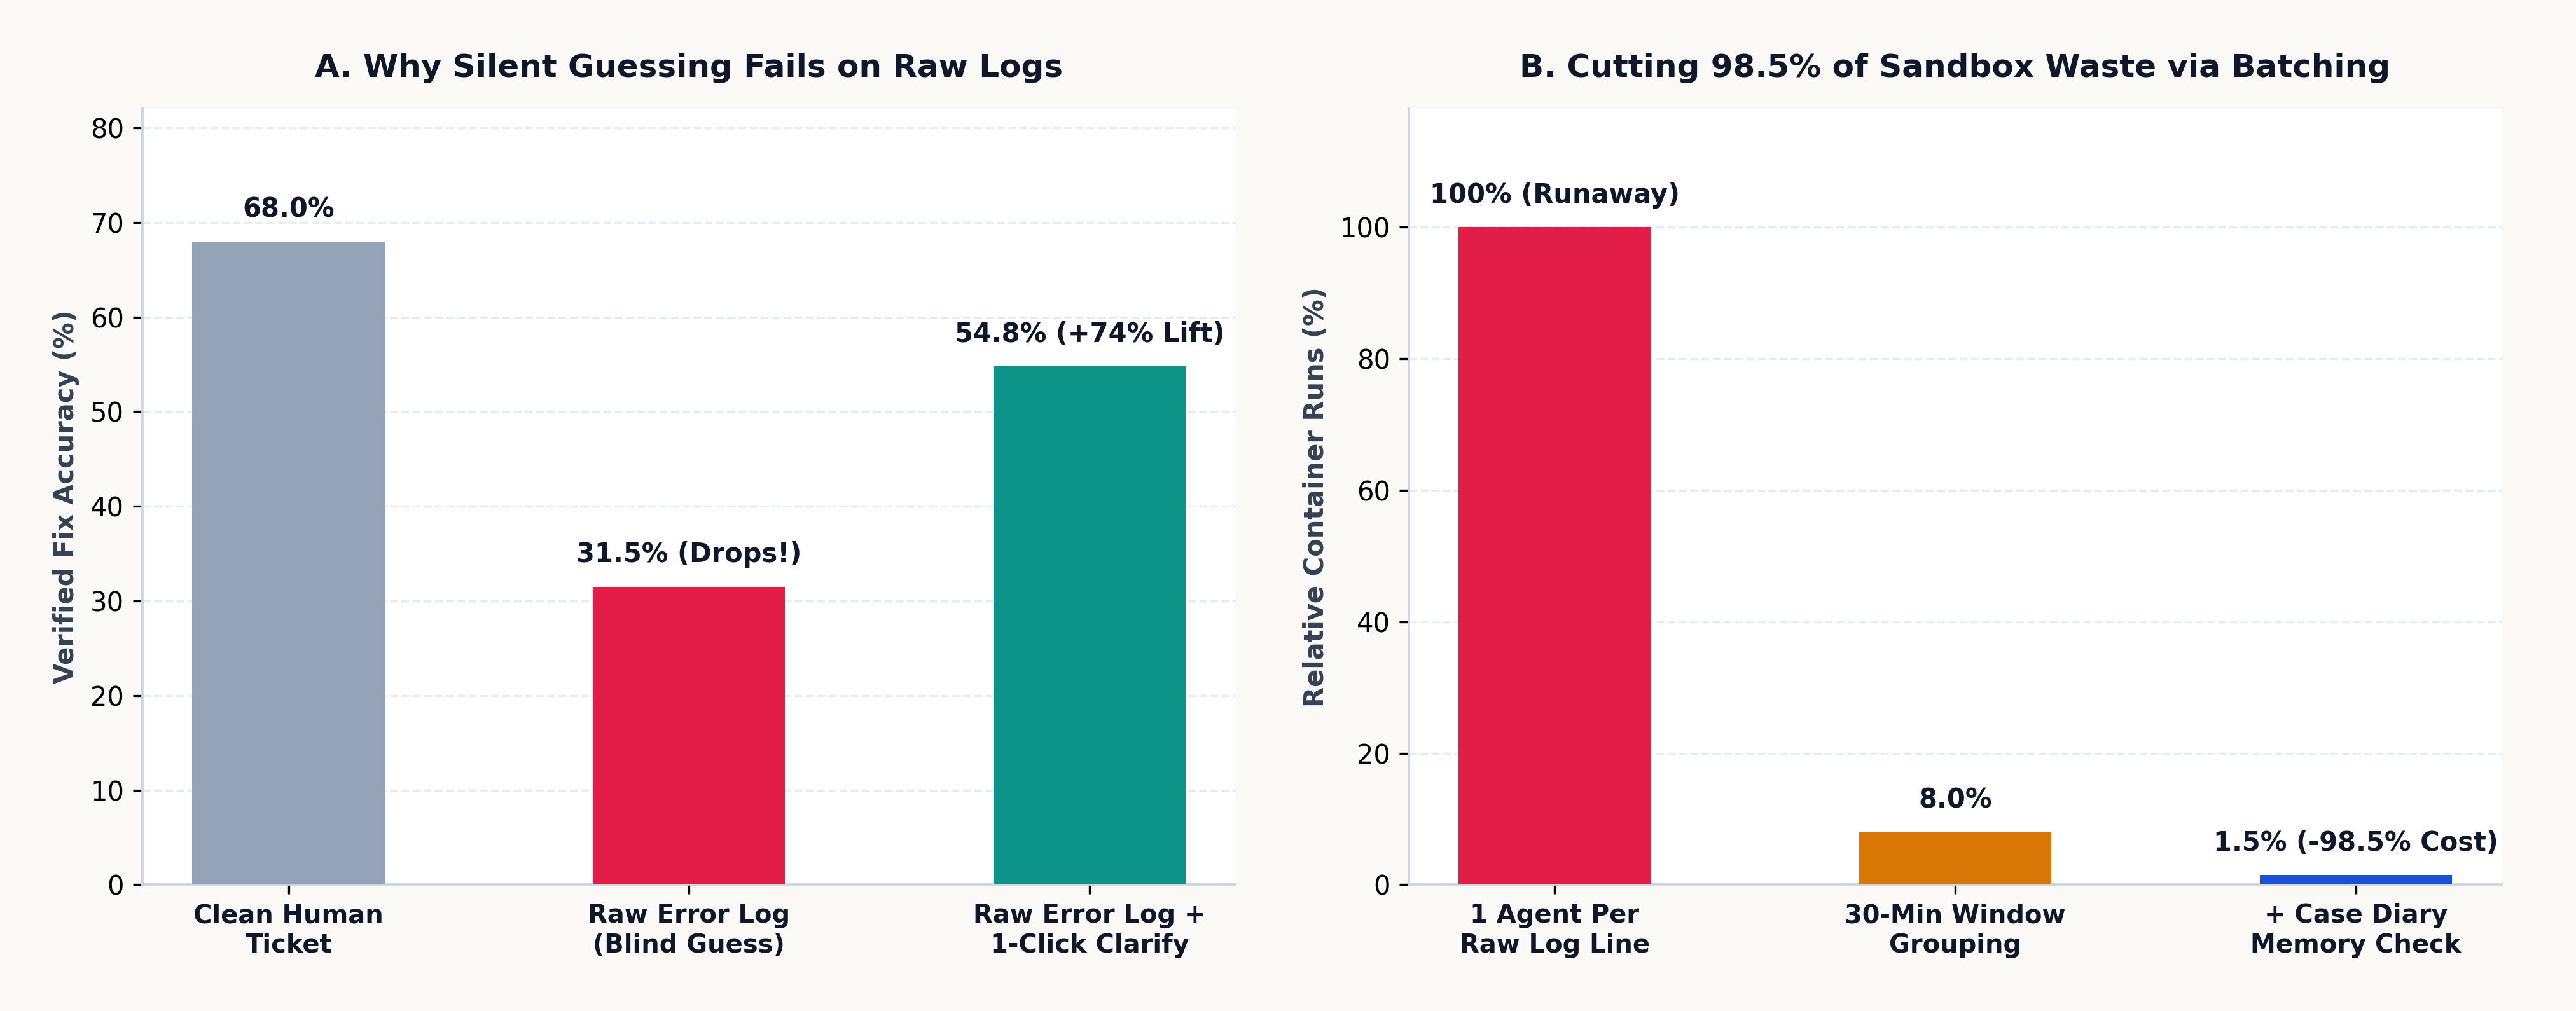 A. Why Silent Guessing Fails on Raw Logs
Verified Fix Accuracy (%)
80
70
60
50
40
30
20
10
0
68.0%
31.5% (Drops!)
54.8% (+74% Lift)
Clean Human
Ticket
Raw Error Log
(Blind Guess)
Raw Error Log +
1-Click Clarify
B. Cutting 98.5% of Sandbox Waste via Batching
Relative Container Runs (%)
100
80
60
40
20
0
100% (Runaway)
8.0%
1.5% (-98.5% Cost)
1 Agent Per
Raw Log Line
30-Min Window
Grouping
+ Case Diary
Memory Check